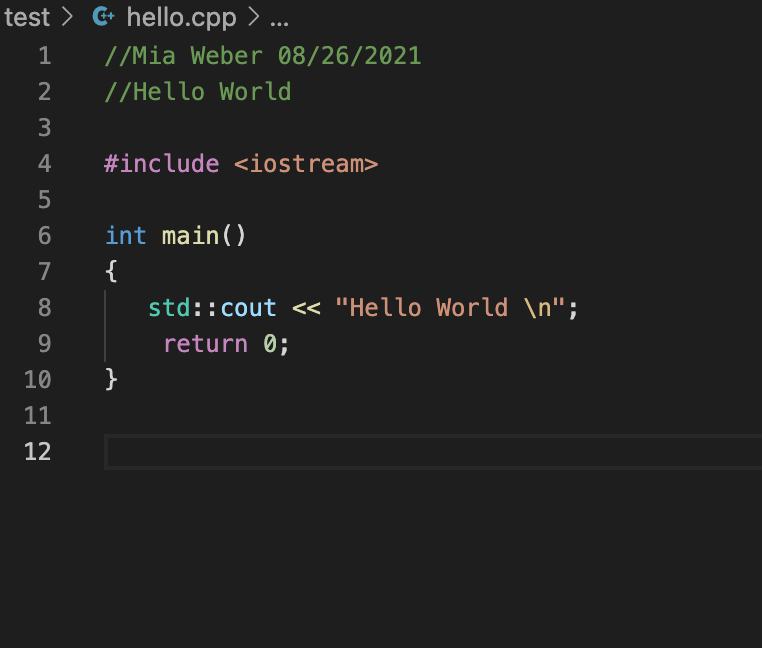 test > hello.cpp > ...
1 //Mia Weber 08/26/2021
2 //Hello World
3
4 #include <iostream>
5
6 int main()
7 {
8    std::cout << "Hello World \n";
9     return 0;
10 }
11
12